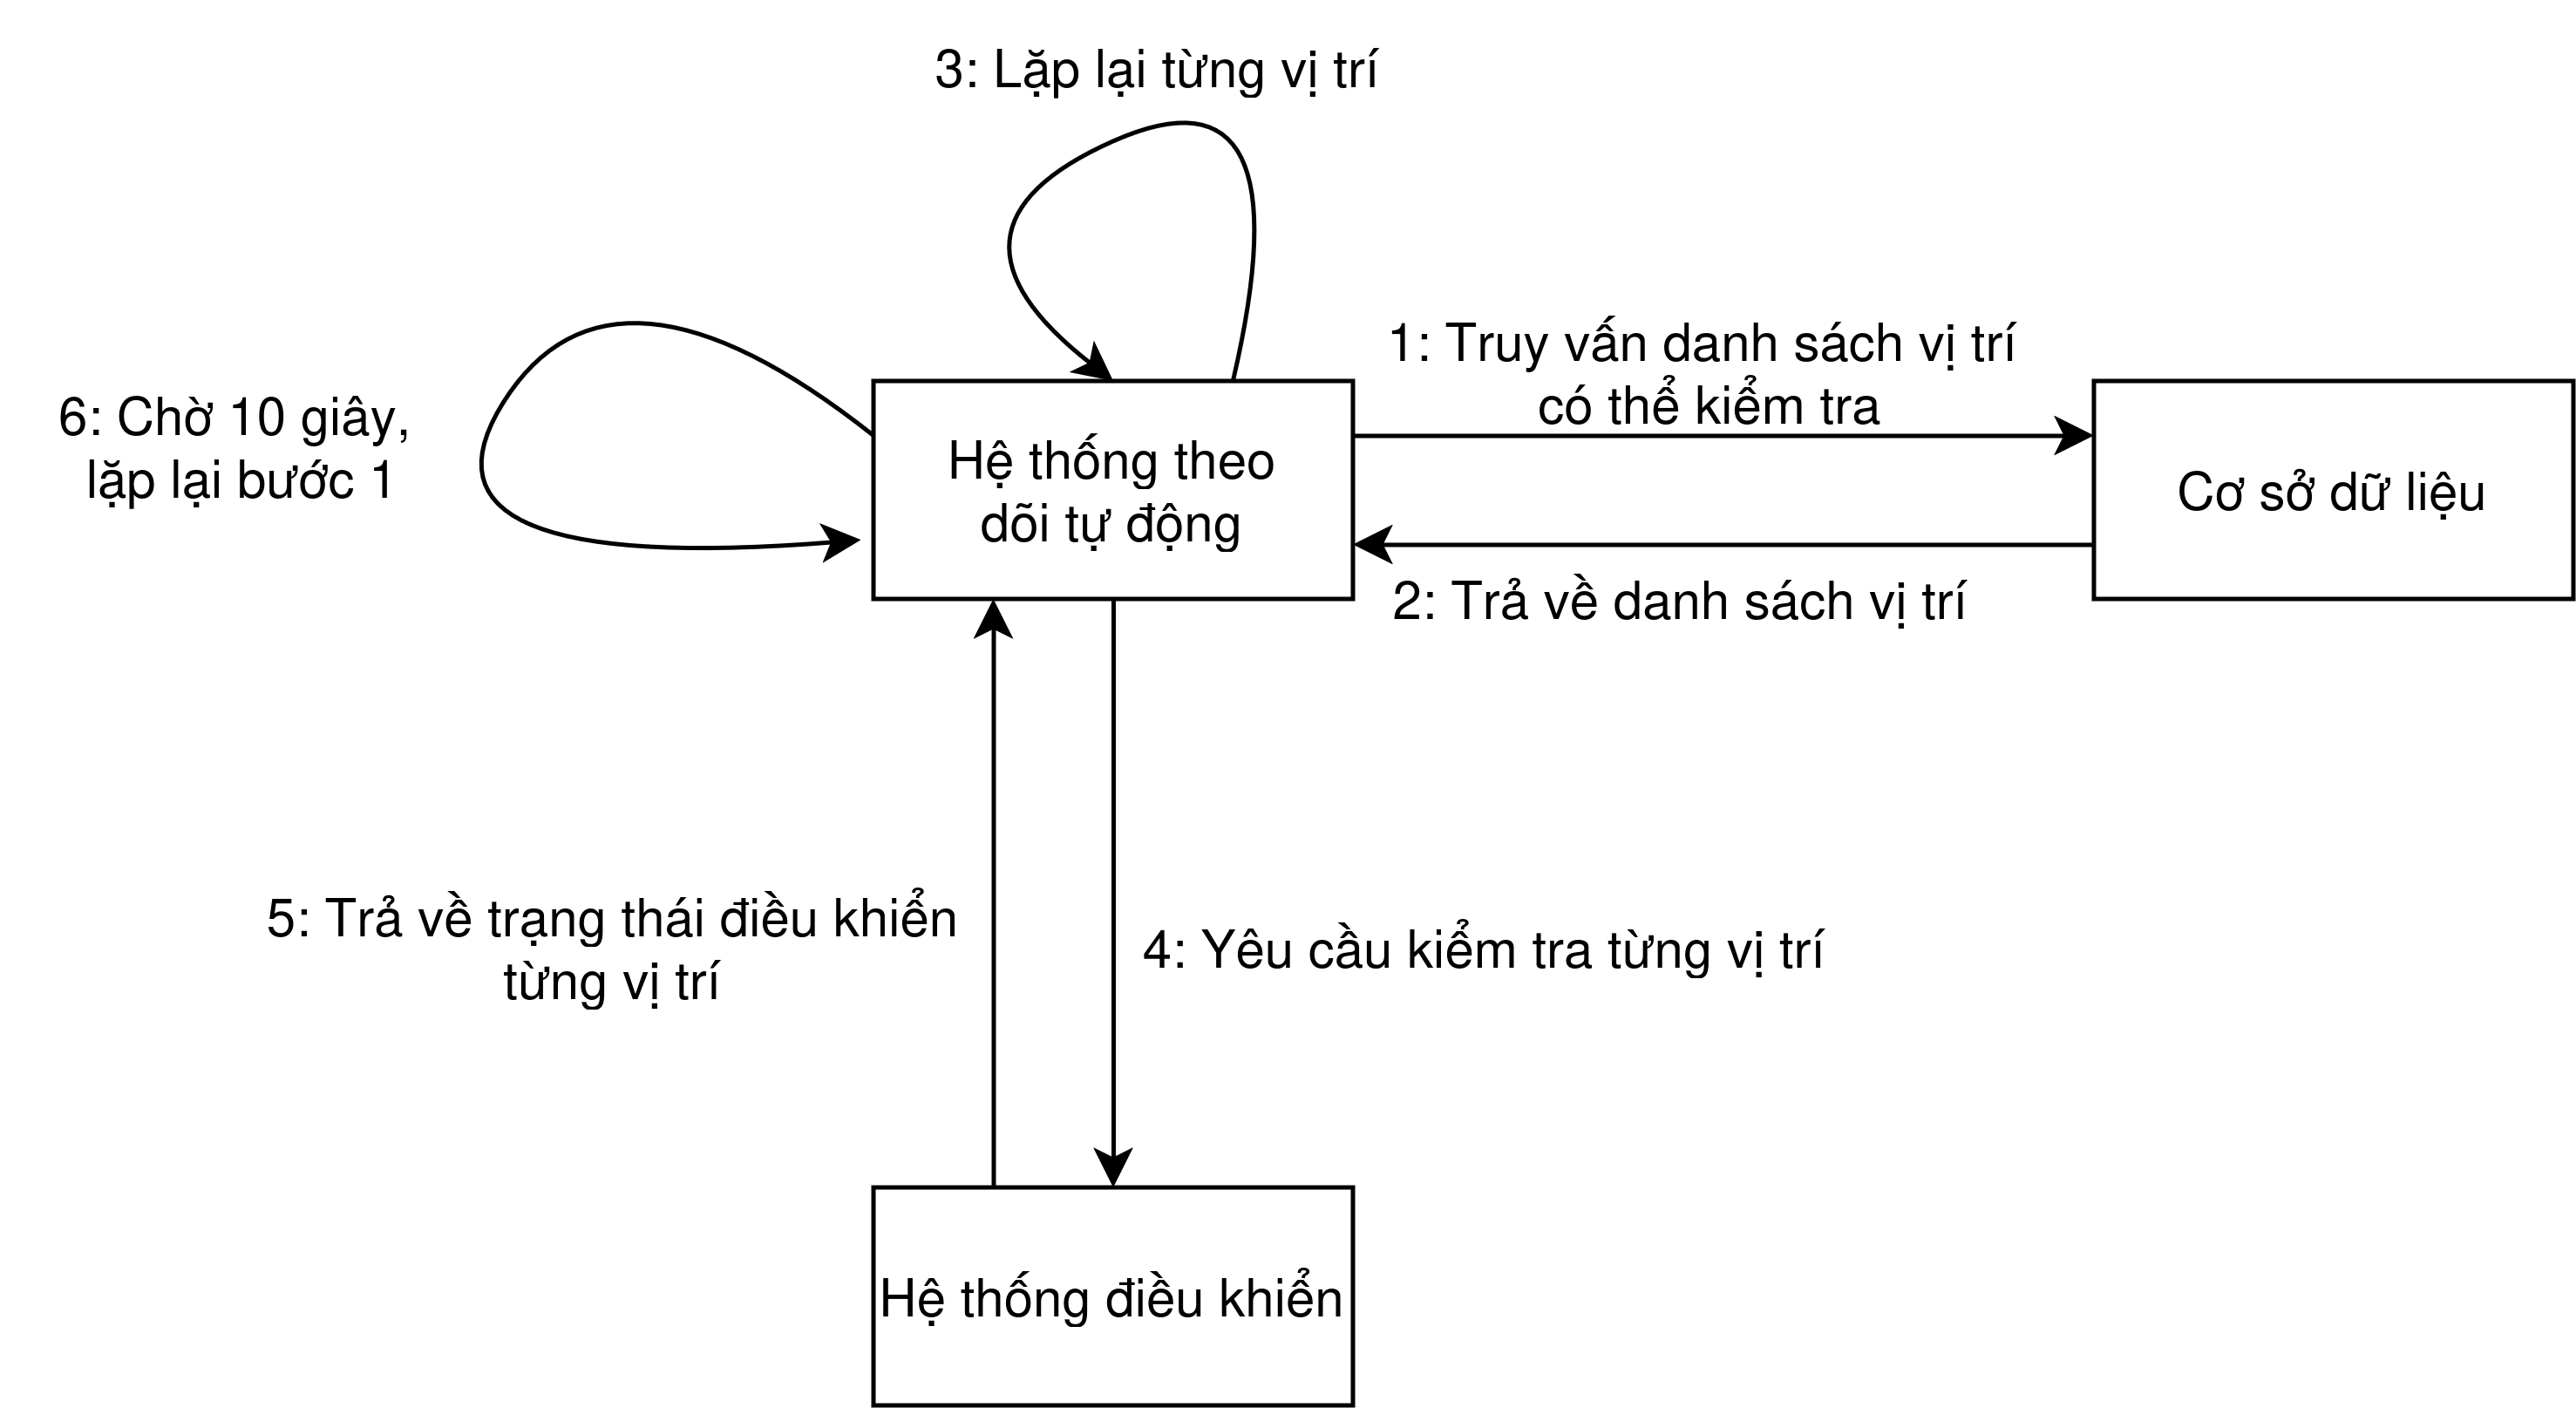 3: Lặp lại từng vị trí
1: Truy vấn danh sách vị trí
có thể kiểm tra
6: Chờ 10 giây,
lặp lại bước 1
Hệ thống theo
dõi tự động
Cơ sở dữ liệu
2: Trả về danh sách vị trí
5: Trả về trạng thái điều khiển
từng vị trí
4: Yêu cầu kiểm tra từng vị trí
Hệ thống điều khiển